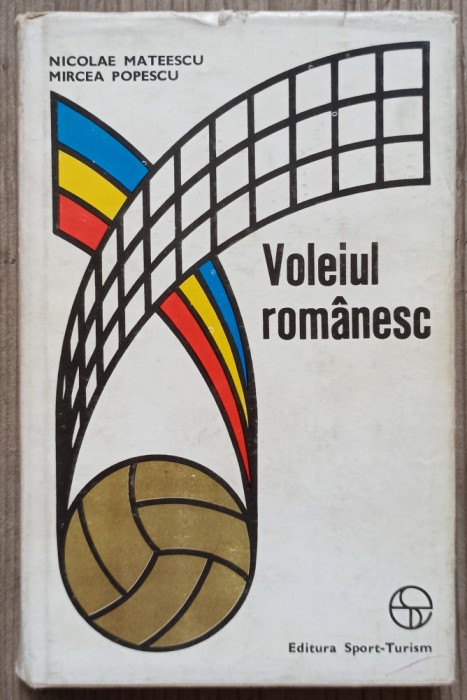 NICOLAE MATEESCU
MIRCEA POPESCU
Voleiul
românesc
Editura Sport-Turism